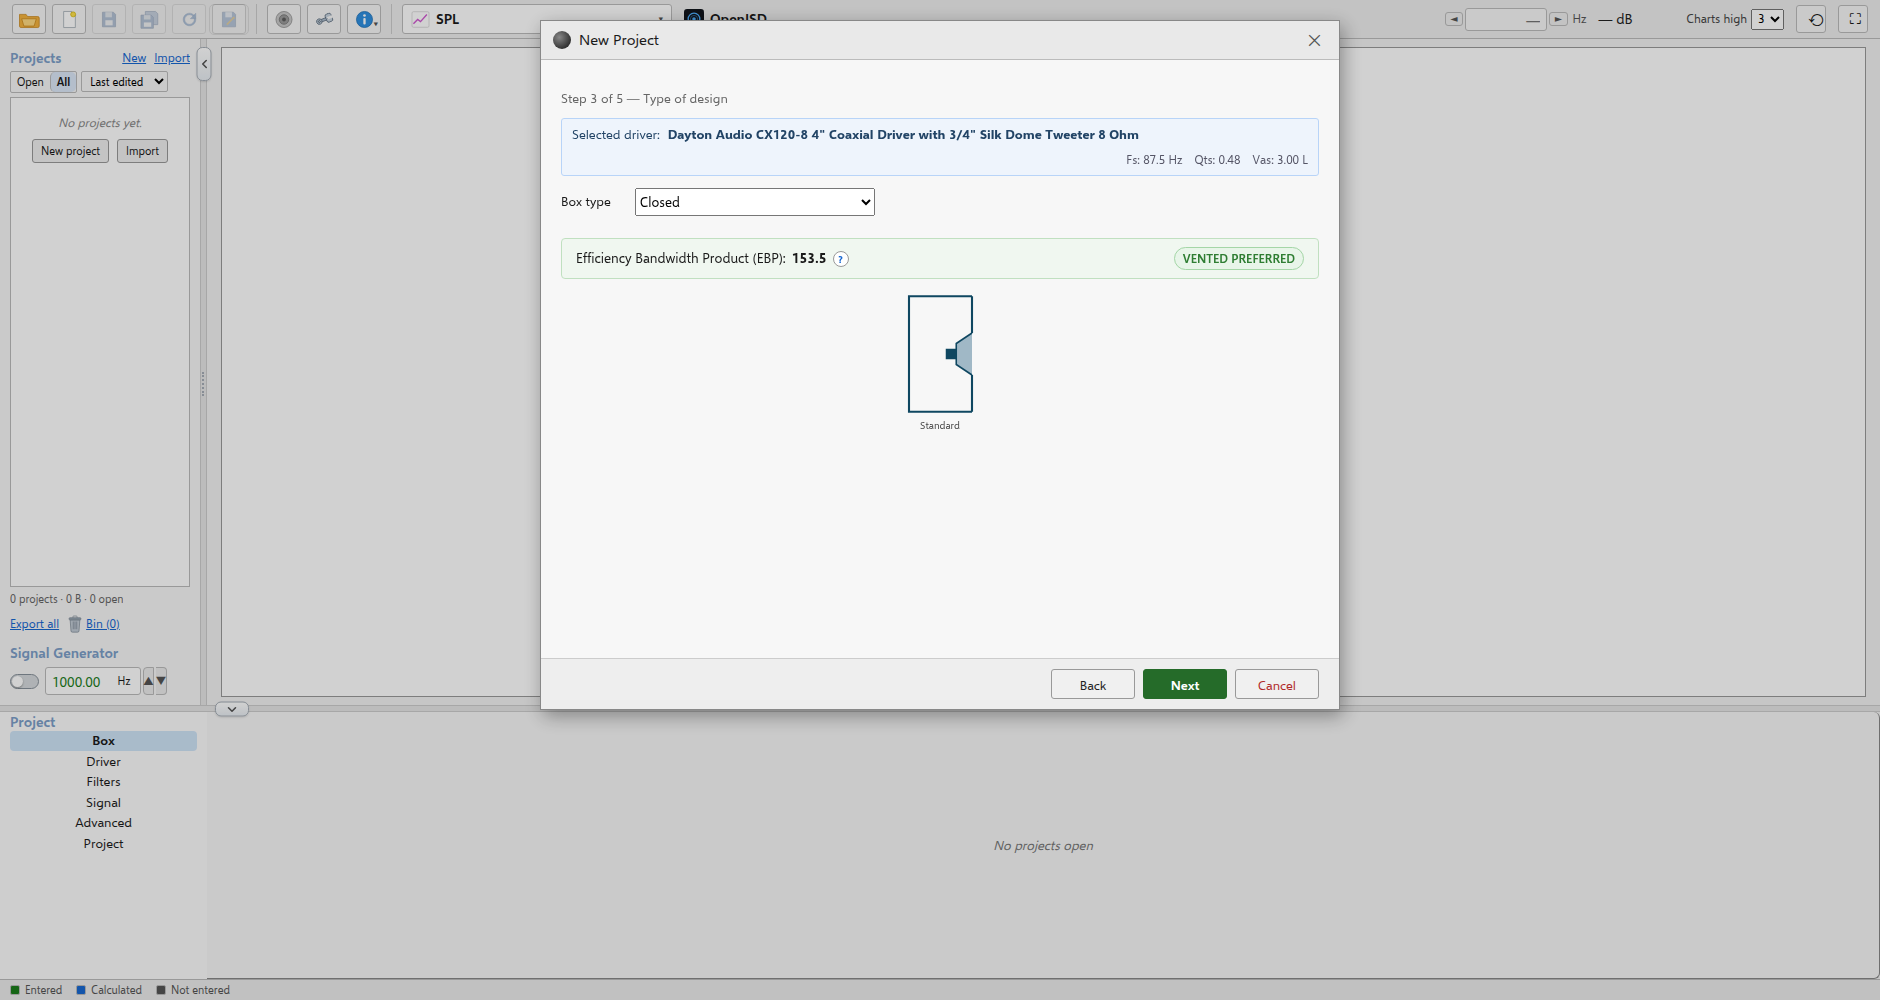 SPL
OpenISD
—
Hz
— dB
Charts high
3
Projects
New
Import
Open
All
Last edited
No projects yet.
New project
Import
0 projects · 0 B · 0 open
Export all
Bin (0)
Signal Generator
1000.00
Hz
New Project
Step 3 of 5 — Type of design
Selected driver: Dayton Audio CX120-8 4" Coaxial Driver with 3/4" Silk Dome Tweeter 8 Ohm
Fs: 87.5 Hz Qts: 0.48 Vas: 3.00 L
Box type
Closed
Efficiency Bandwidth Product (EBP): 153.5 ?
VENTED PREFERRED
Standard
Back
Next
Cancel
Project
Box
Driver
Filters
Signal
Advanced
Project
No projects open
Entered
Calculated
Not entered